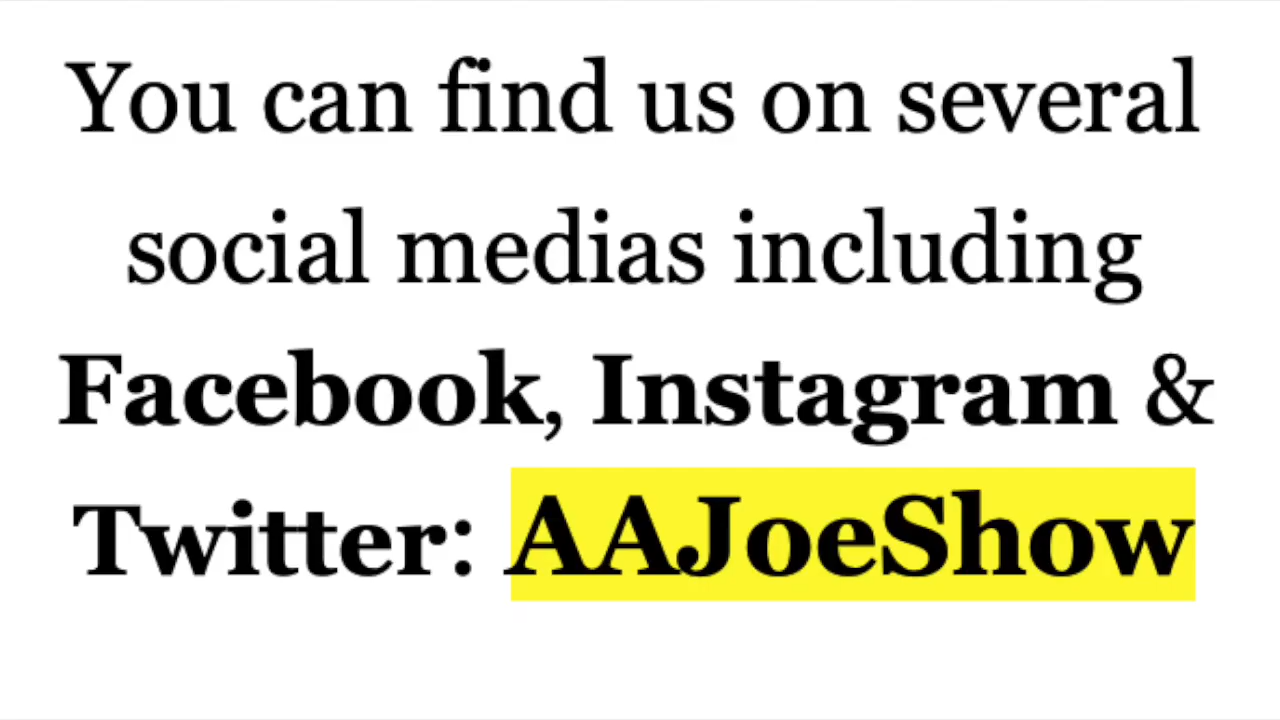 You can find us on several
social medias including
Facebook, Instagram &
Twitter: AAJoeShow